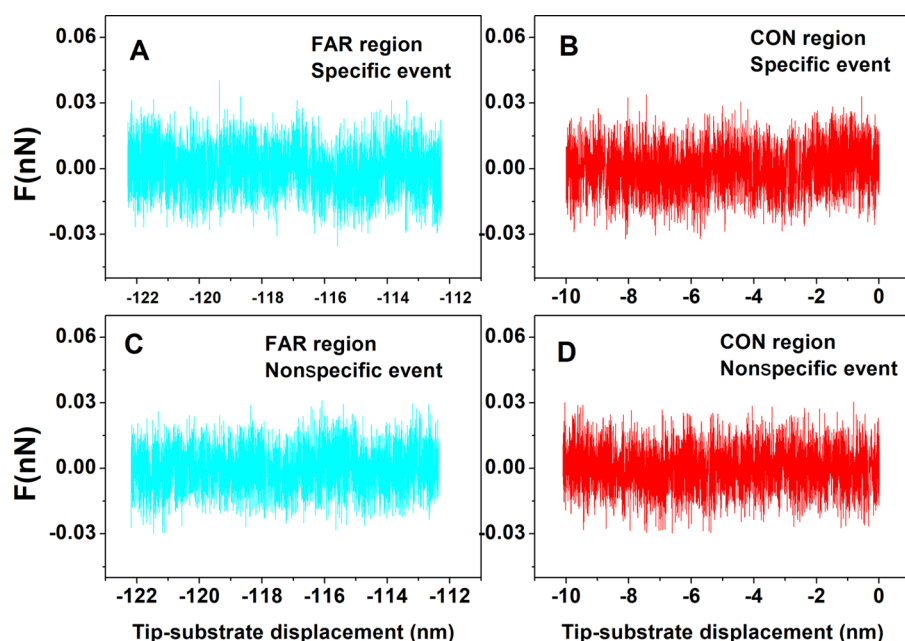 A
FAR region
Specific event
B
CON region
Specific event
F(nN)
0.06
0.03
0.00
-0.03
0.06
0.03
0.00
-0.03
-122
-120
-118
-116
-114
-112
-10
-8
-6
-4
-2
0
C
FAR region
Nonspecific event
D
CON region
Nonspecific event
F(nN)
0.06
0.03
0.00
-0.03
0.06
0.03
0.00
-0.03
-122
-120
-118
-116
-114
-112
-10
-8
-6
-4
-2
0
Tip-substrate displacement (nm)
Tip-substrate displacement (nm)